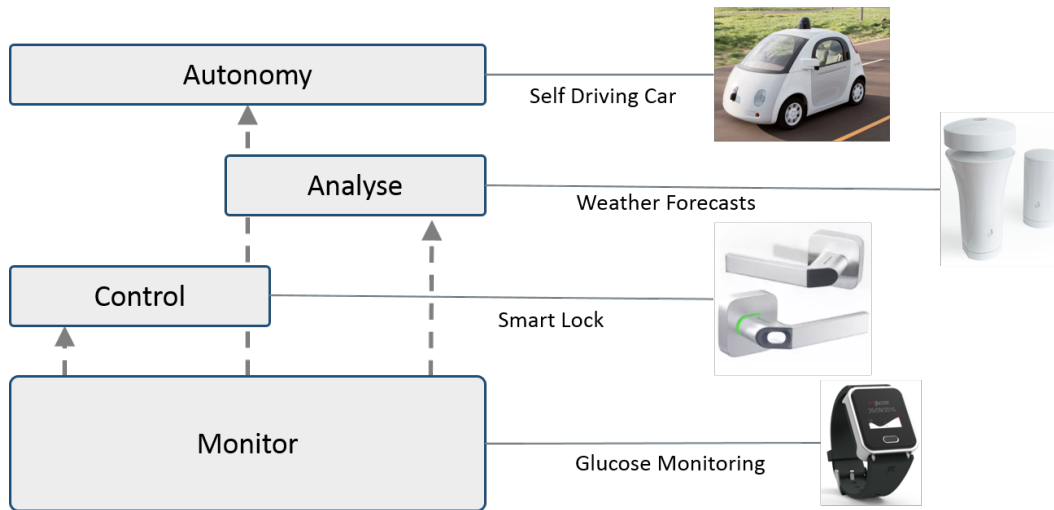 Autonomy
Self Driving Car
Analyse
Weather Forecasts
Control
Smart Lock
Monitor
Glucose Monitoring